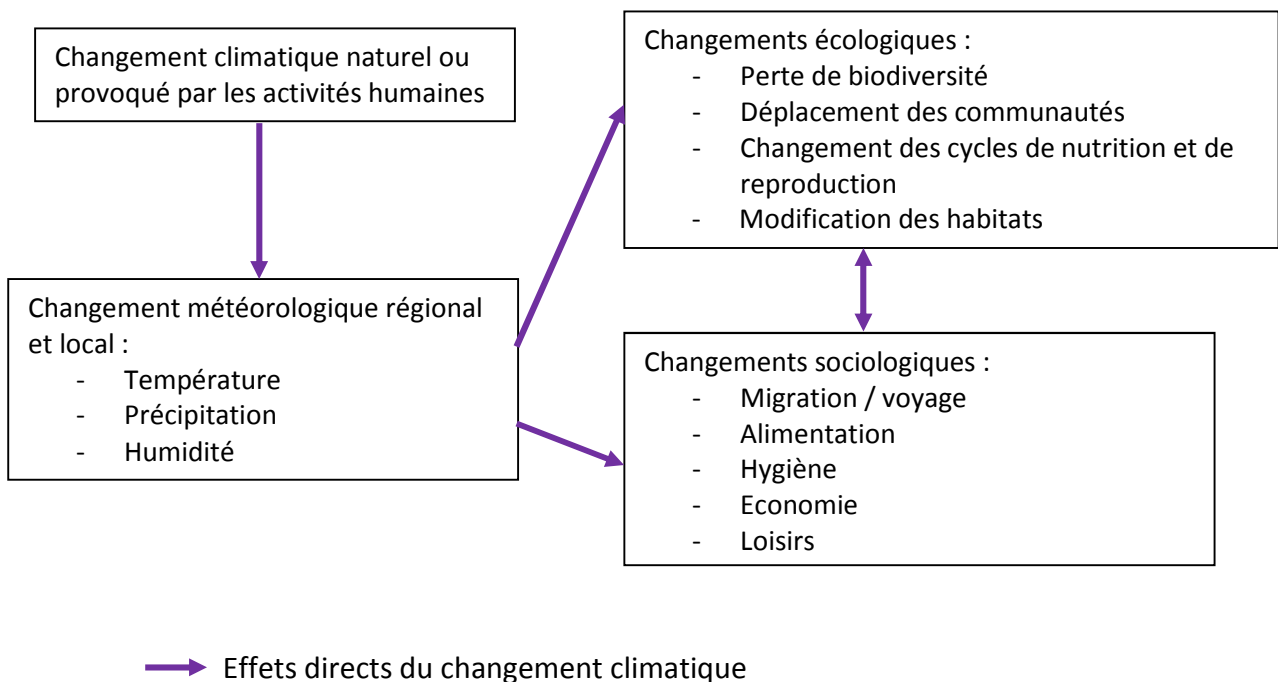 Changement climatique naturel ou
provoqué par les activités humaines
Changement météorologique régional
et local :
- Température
- Précipitation
- Humidité
Changements écologiques :
- Perte de biodiversité
- Déplacement des communautés
- Changement des cycles de nutrition et de
reproduction
- Modification des habitats
Changements sociologiques :
- Migration / voyage
- Alimentation
- Hygiène
- Economie
- Loisirs
Effets directs du changement climatique